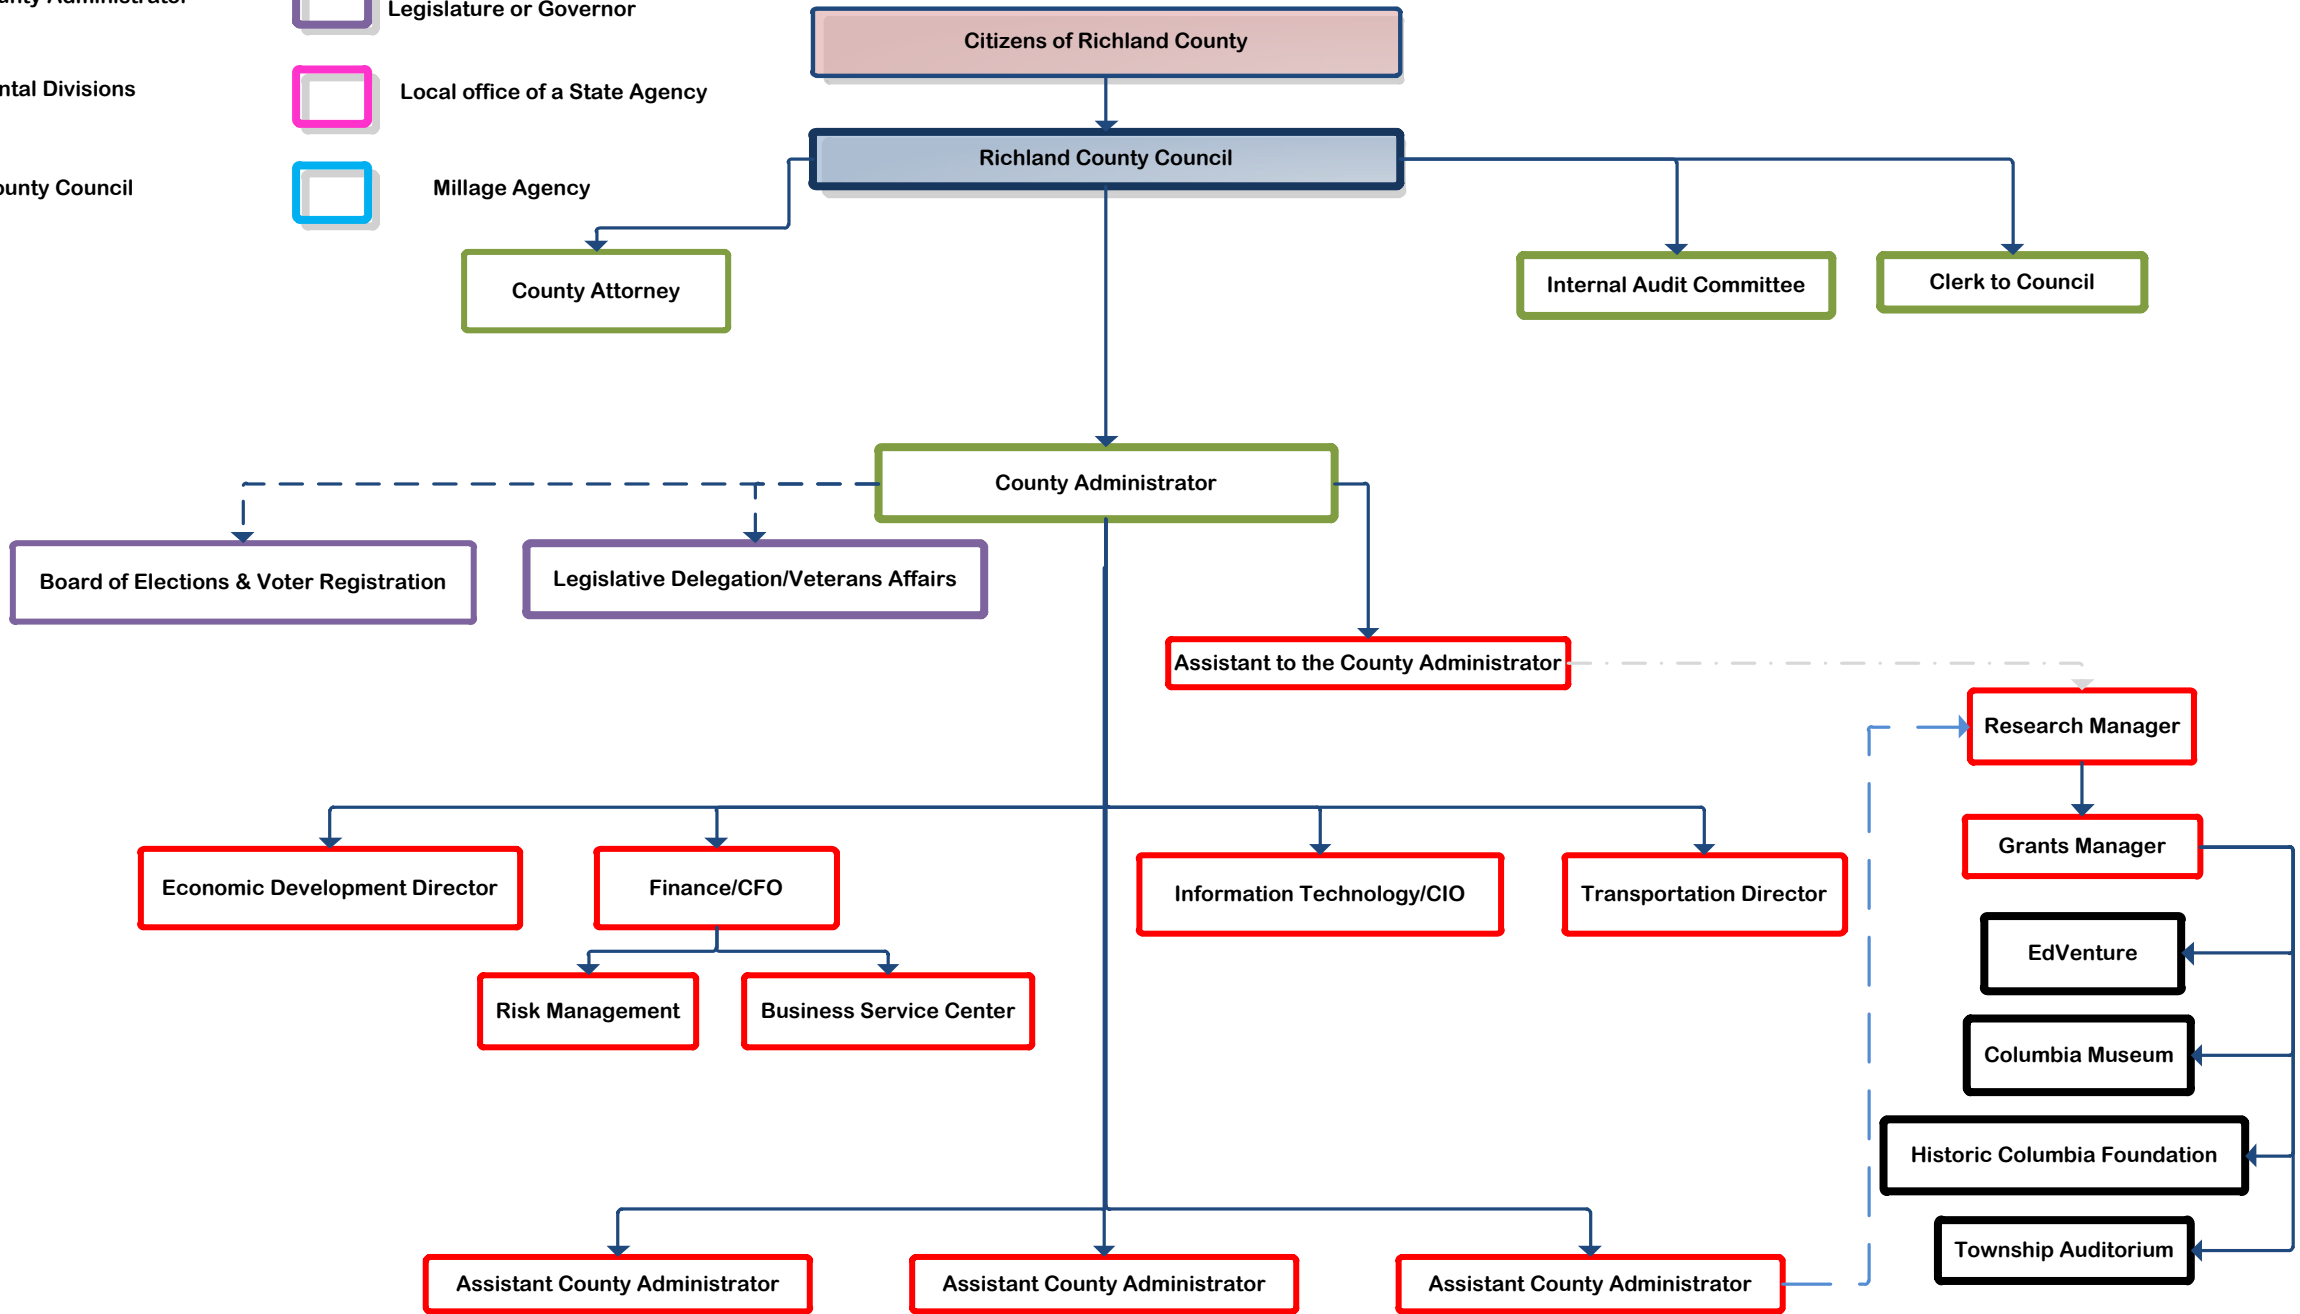 Legislature or Governor
Citizens of Richland County
ntal Divisions
Local office of a State Agency
Richland County Council
ounty Council
Millage Agency
County Attorney
Internal Audit Committee
Clerk to Council
County Administrator
Board of Elections & Voter Registration
Legislative Delegation/Veterans Affairs
Assistant to the County Administrator
Research Manager
Grants Manager
Economic Development Director
Finance/CFO
Information Technology/CIO
Transportation Director
EdVenture
Risk Management
Business Service Center
Columbia Museum
Historic Columbia Foundation
Township Auditorium
Assistant County Administrator
Assistant County Administrator
Assistant County Administrator